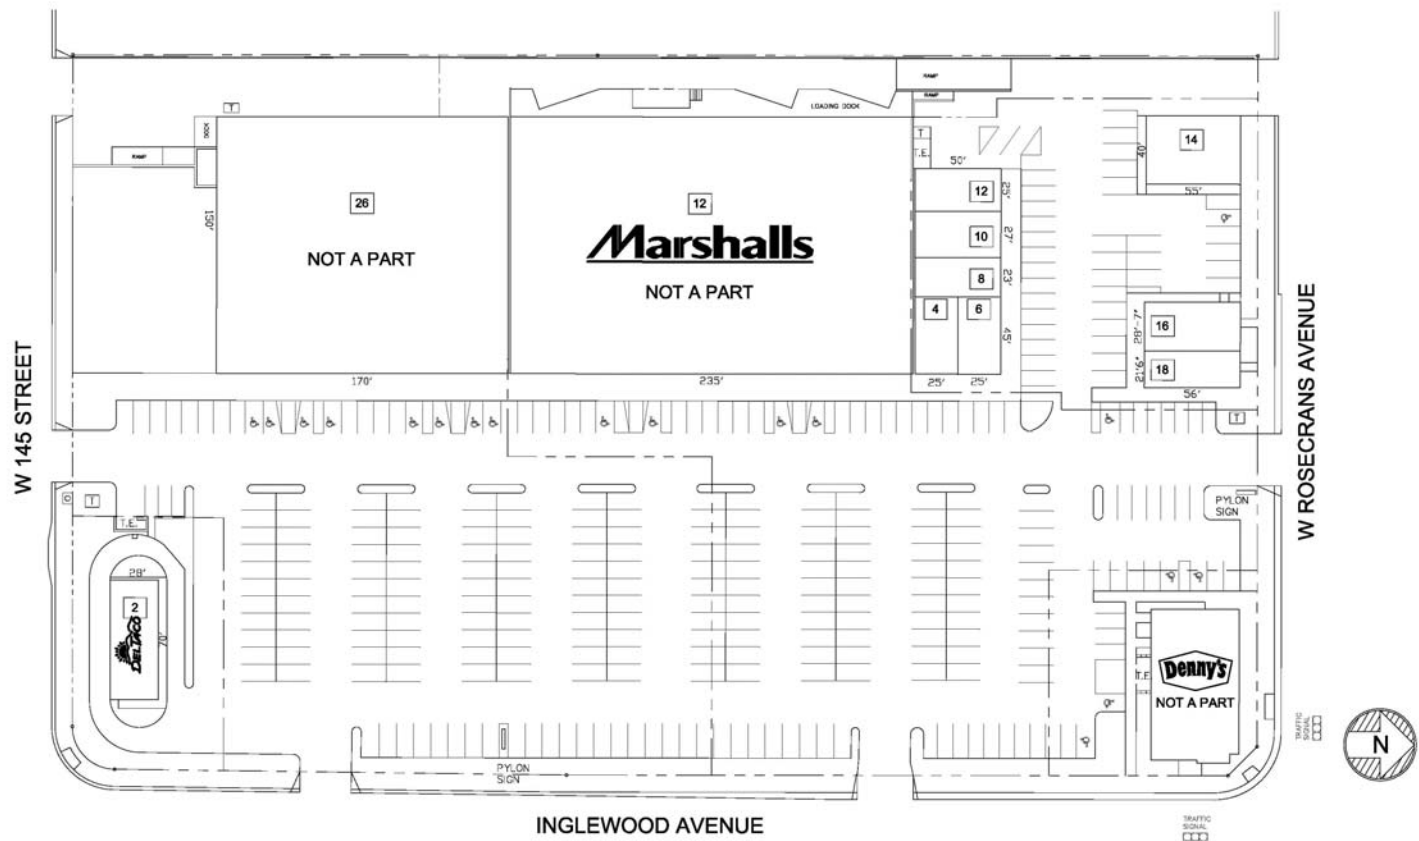 RAMP
RAMP
LOADING DOCK
T
DOCK
RAMP
T
T.E.
50'
14
40'
55'
12
25'
26
150'
12
Marshalls
NOT A PART
NOT A PART
10
27'
8
23'
4
6
45'
16
28'-7"
18
21'6"
56'
170'
235'
25'
25'
W 145 STREET
W ROSECRANS AVENUE
T
T
T.E.
PYLON
SIGN
28'
2
DEL TACO
70'
T.E.
Denny's
NOT A PART
TRAFFIC
SIGNAL
N
PYLON
SIGN
INGLEWOOD AVENUE
TRAFFIC
SIGNAL